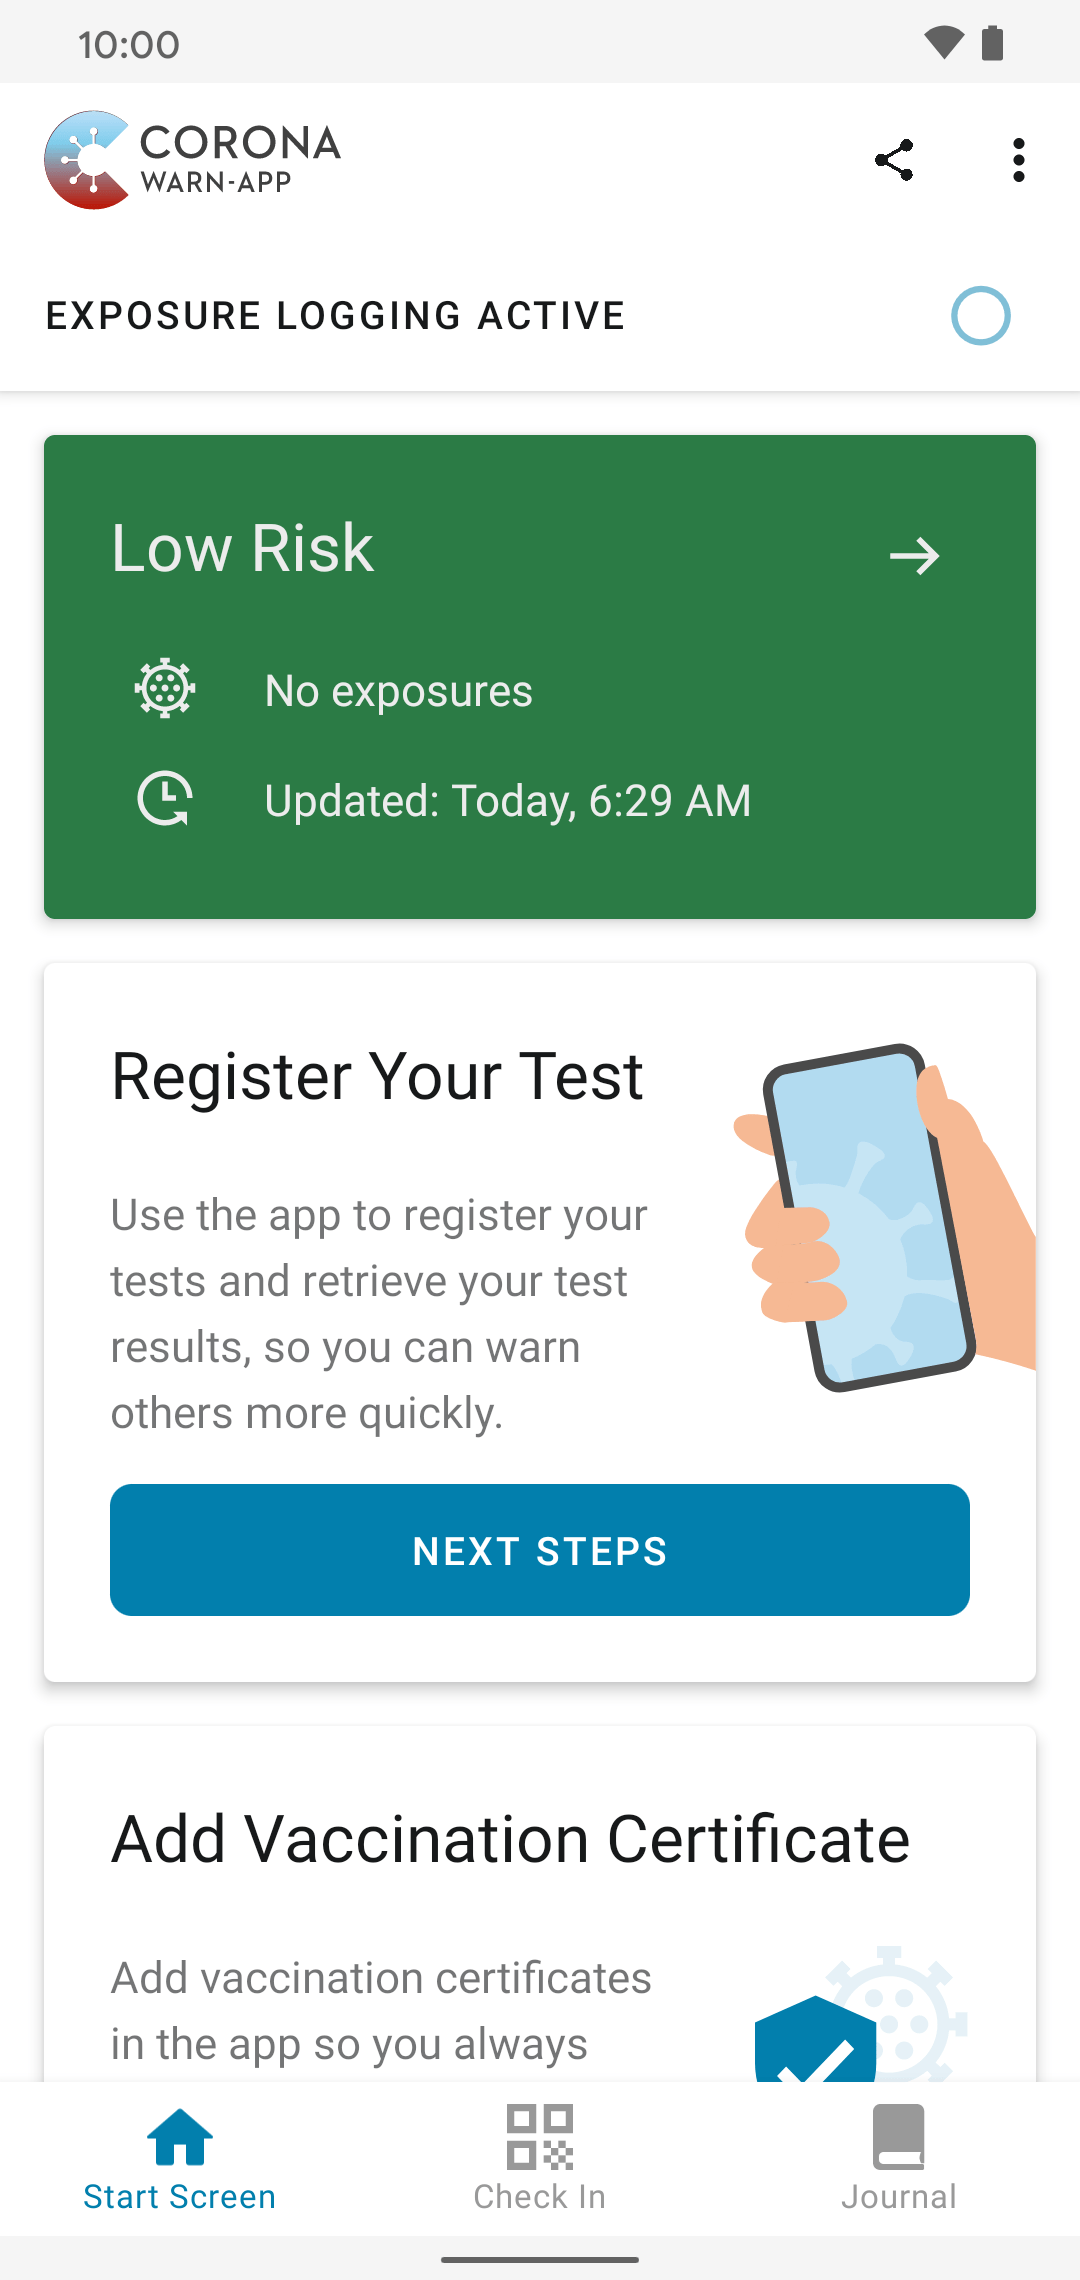 10:00
CORONA
WARN-APP
EXPOSURE LOGGING ACTIVE
Low Risk
No exposures
Updated: Today, 6:29 AM
Register Your Test
Use the app to register your
tests and retrieve your test
results, so you can warn
others more quickly.
NEXT STEPS
Add Vaccination Certificate
Add vaccination certificates
in the app so you always
Start Screen
Check In
Journal